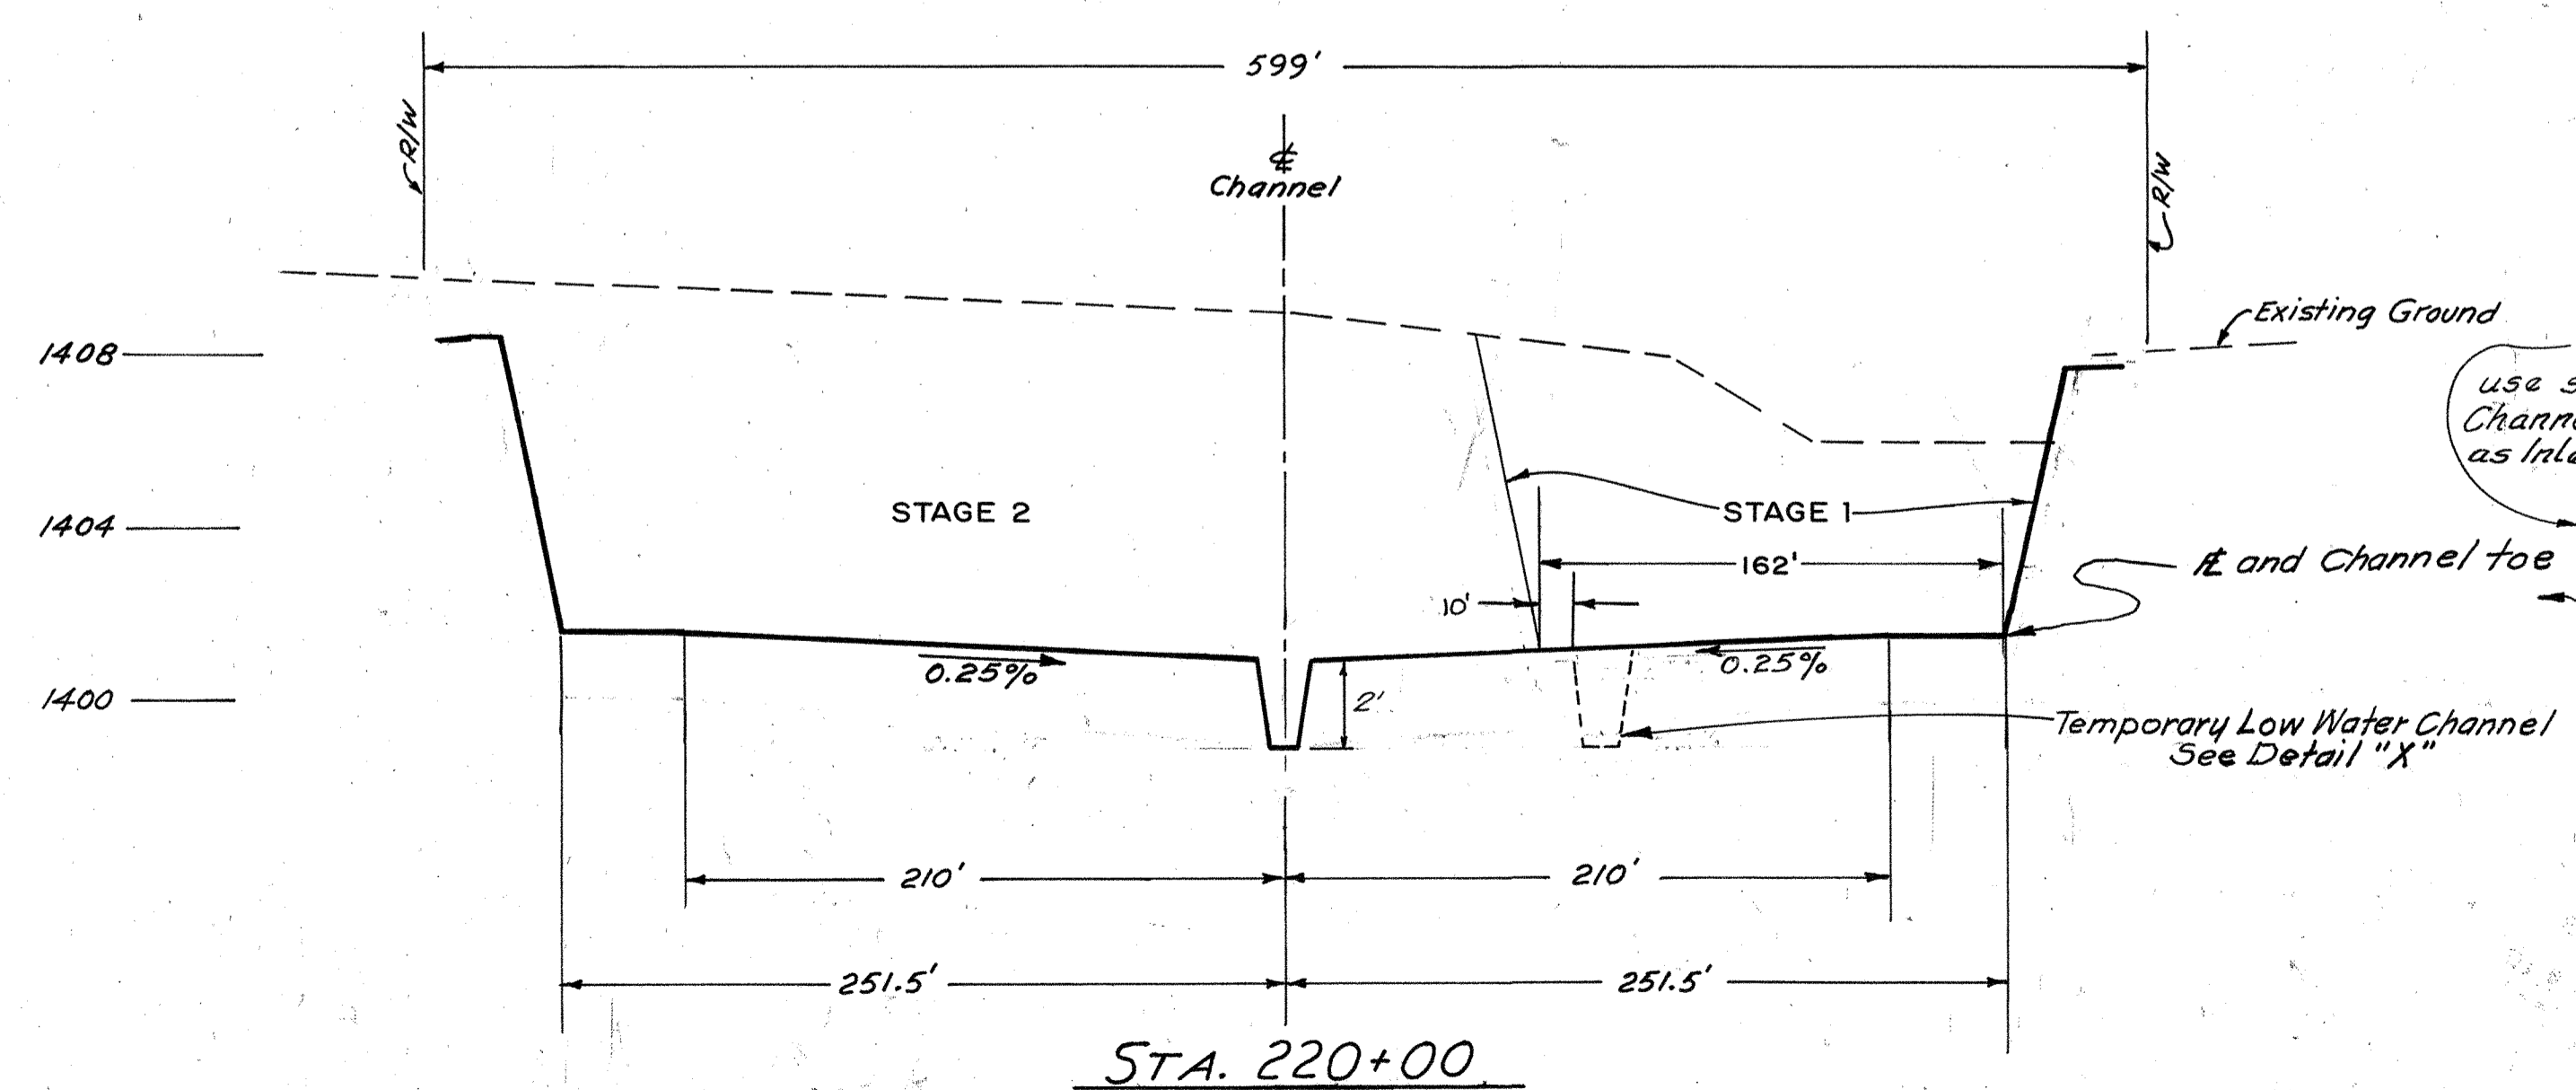 599'
R/W
℄
Channel
R/W
Existing Ground
1408
use
Channe
as Inle
STAGE 2
STAGE 1
1404
162'
℄ and Channel toe
10'
0.25%
0.25%
1400
2'
Temporary Low Water Channel
See Detail "X"
210'
210'
251.5'
251.5'
STA. 220+00